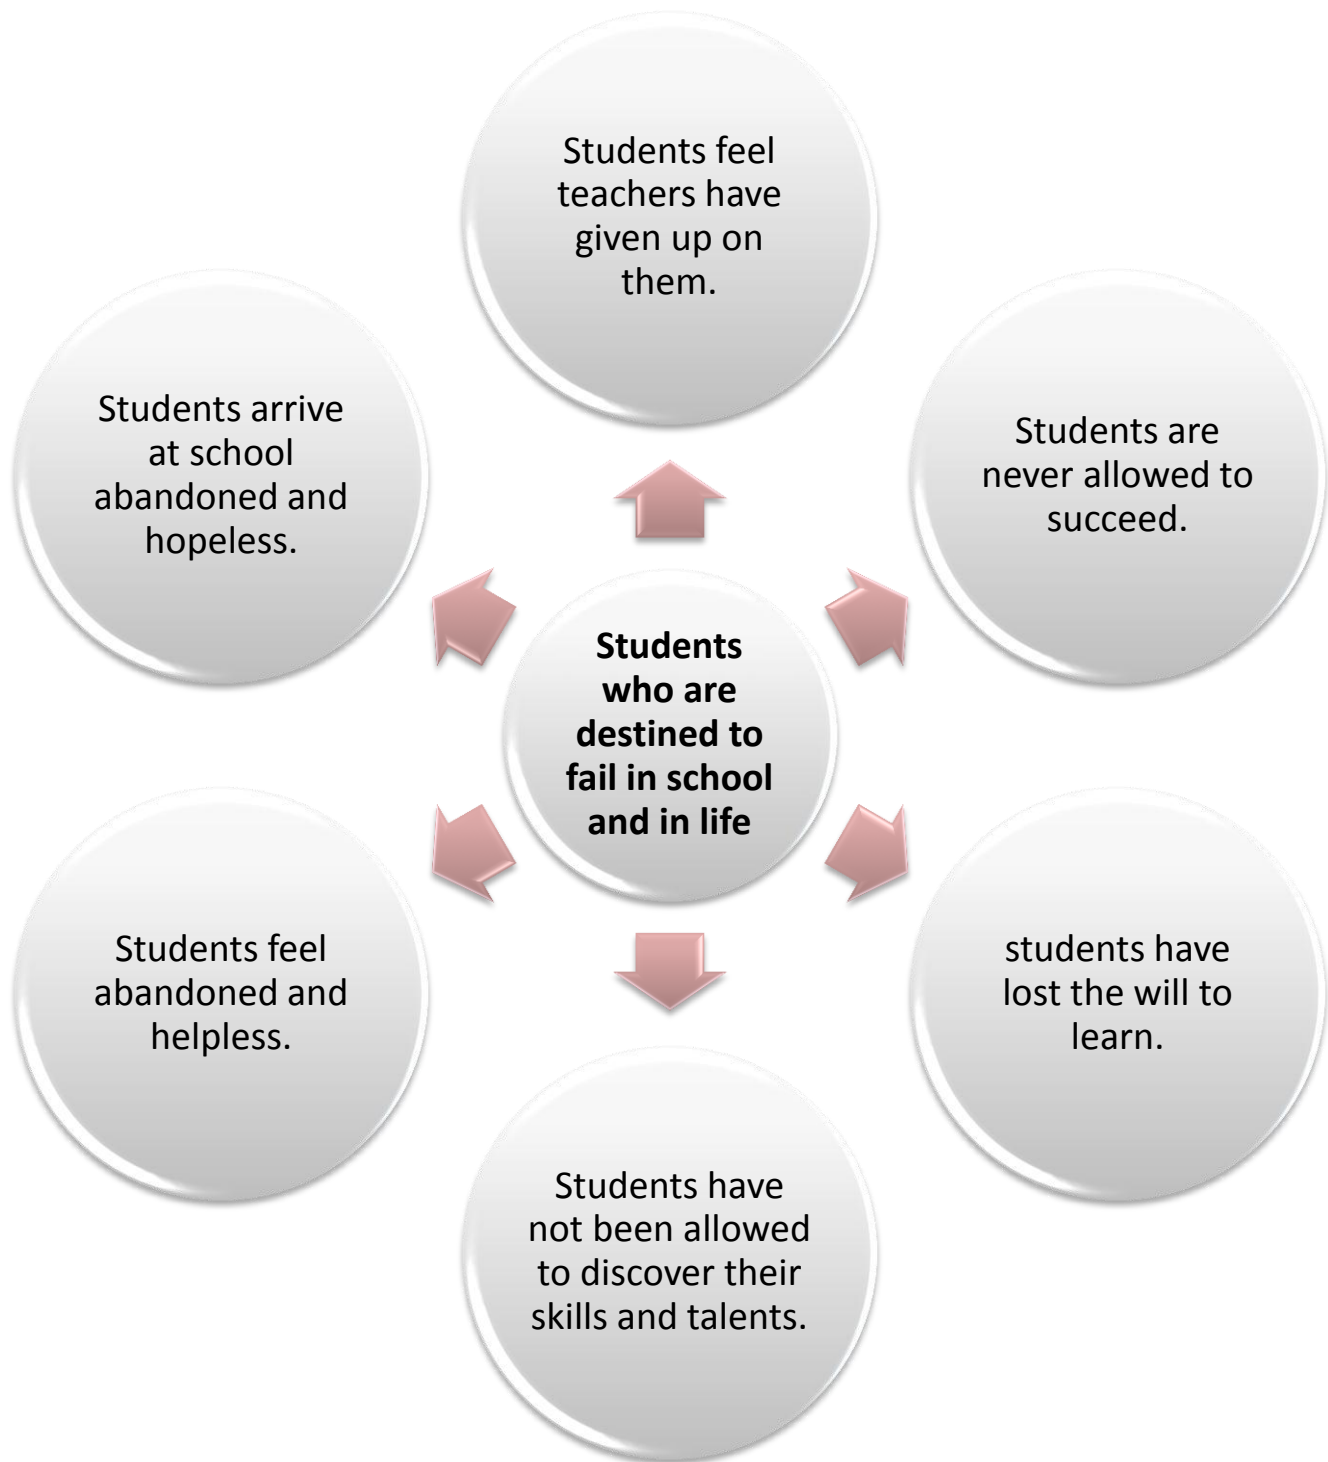 Students feel
teachers have
given up on
them.
Students are
never allowed to
succeed.
students have
lost the will to
learn.
Students have
not been allowed
to discover their
skills and talents.
Students feel
abandoned and
helpless.
Students arrive
at school
abandoned and
hopeless.
Students
who are
destined to
fail in school
and in life